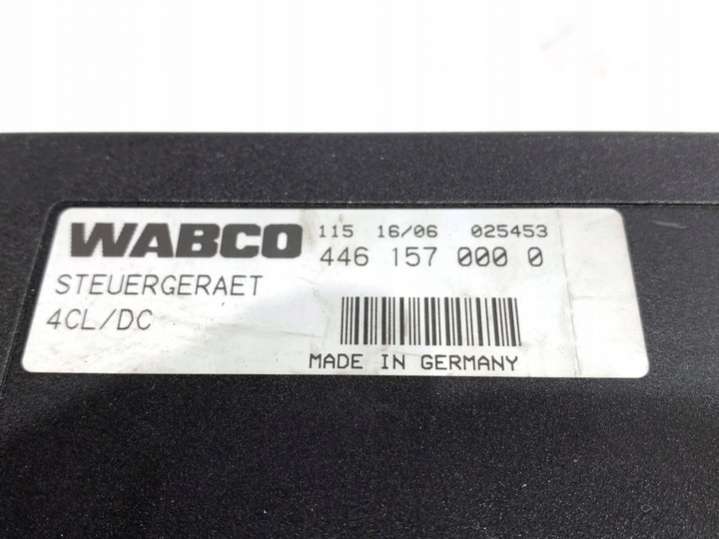 WABCO
115 16/06 025453
446 157 000 0
STEUERGERAET
4CL/DC
MADE IN GERMANY